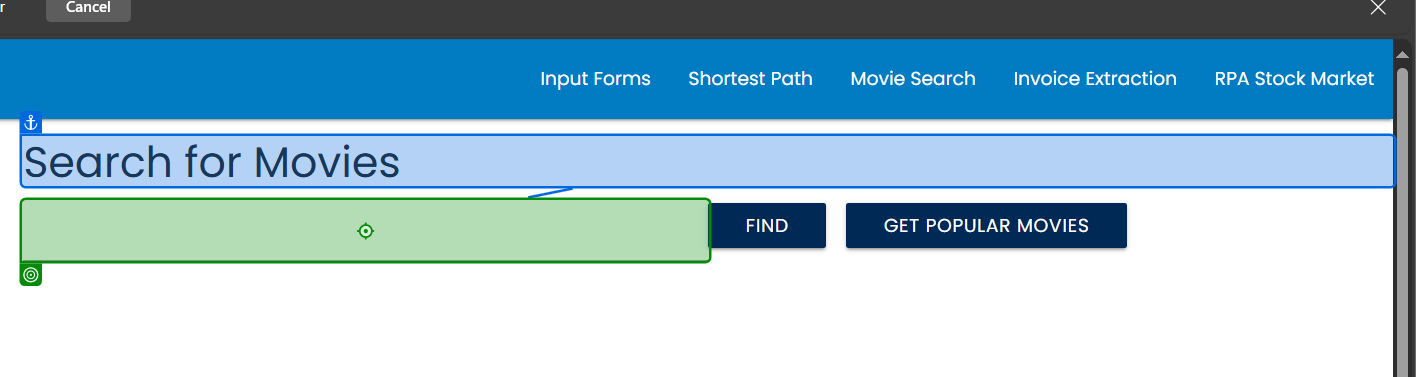 Cancel
Input Forms Shortest Path Movie Search Invoice Extraction RPA Stock Market
Search for Movies
FIND GET POPULAR MOVIES